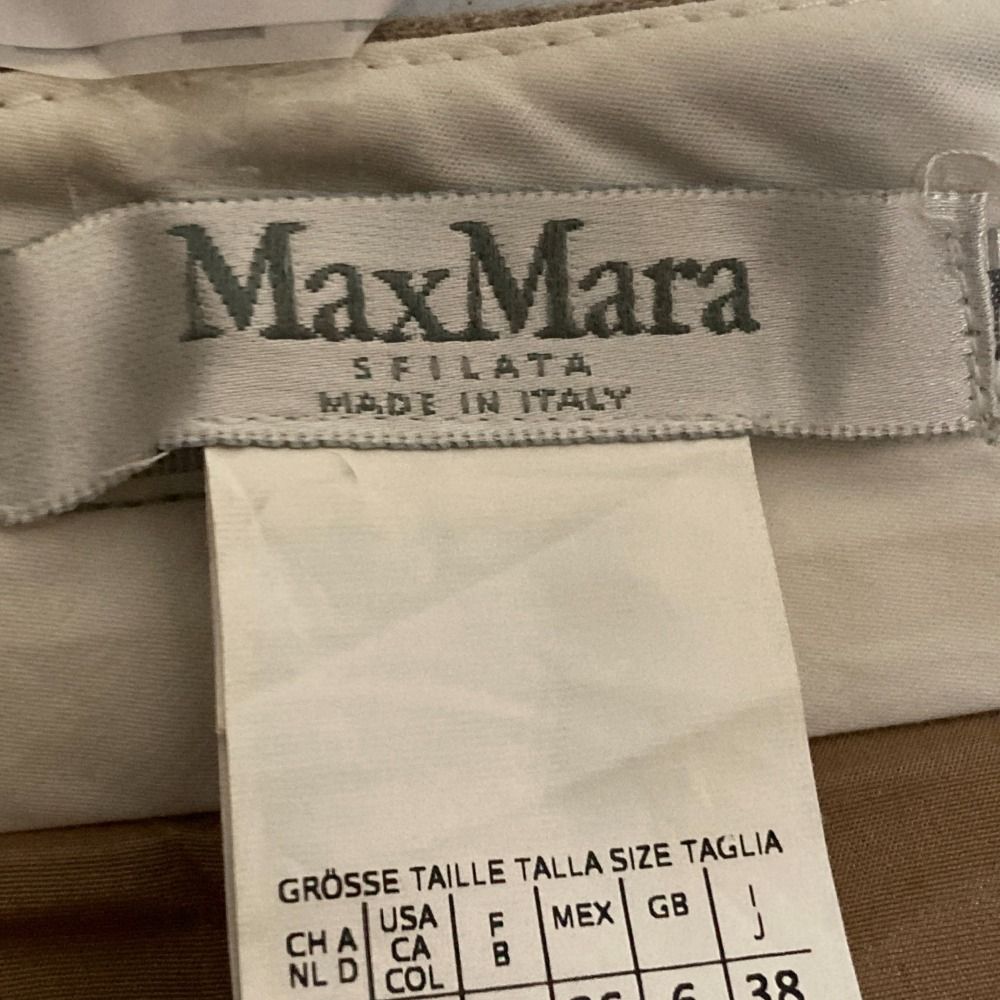 MaxMara
SFILATA
MADE IN ITALY
GRÖSSE TAILLE TALLA SIZE TAGLIA
CH A NL D USA CA COL F B MEX GB I J
6 38